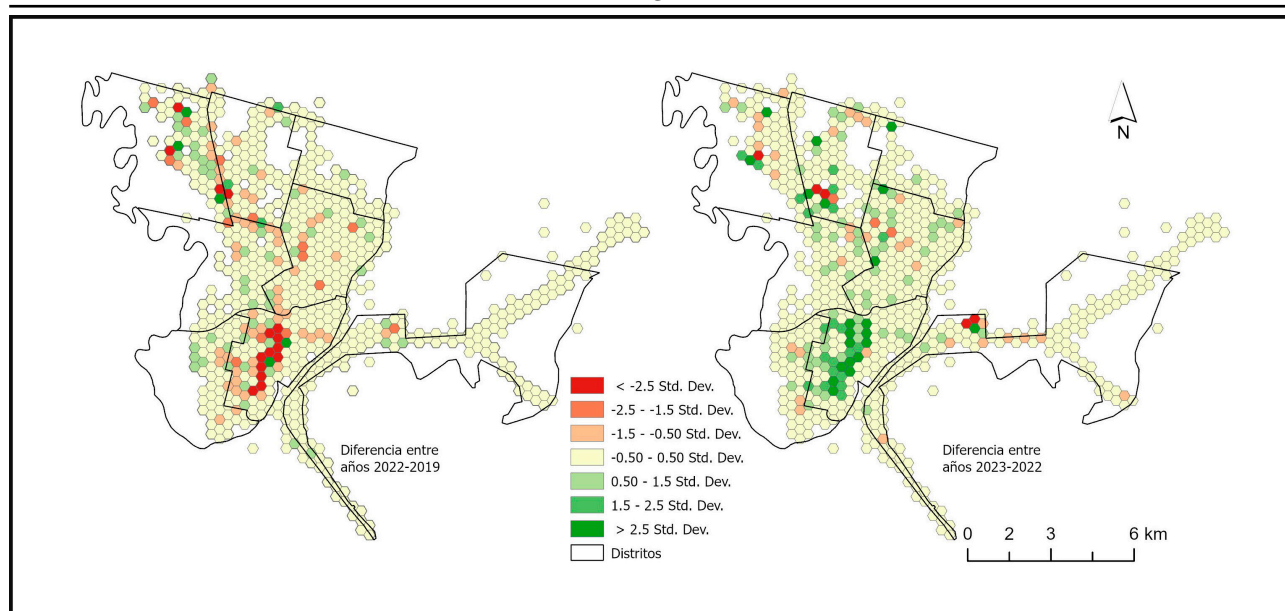 N
< -2.5 Std. Dev.
-2.5 - -1.5 Std. Dev.
-1.5 - -0.50 Std. Dev.
-0.50 - 0.50 Std. Dev.
0.50 - 1.5 Std. Dev.
1.5 - 2.5 Std. Dev.
> 2.5 Std. Dev.
Distritos
Diferencia entre
años 2022-2019
Diferencia entre
años 2023-2022
0 1 2 4 6 km